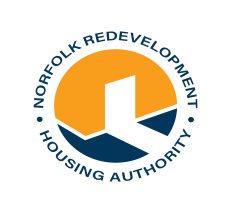 NORFOLK REDEVELOPMENT
• HOUSING AUTHORITY •